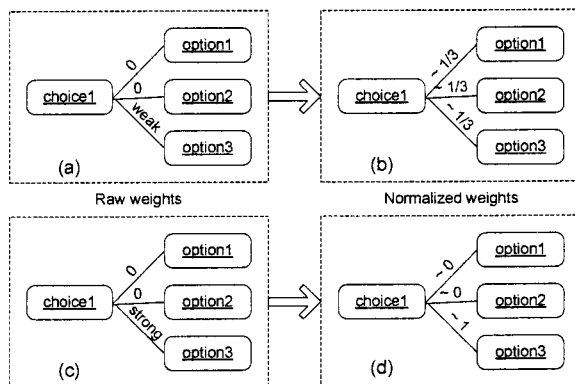 option1
0
choice1
0
option2
weak
option3
(a)
option1
~ 1/3
choice1
~ 1/3
option2
~ 1/3
option3
(b)
Raw weights
Normalized weights
option1
0
choice1
0
option2
strong
option3
(c)
option1
~ 0
choice1
~ 0
option2
~ 1
option3
(d)